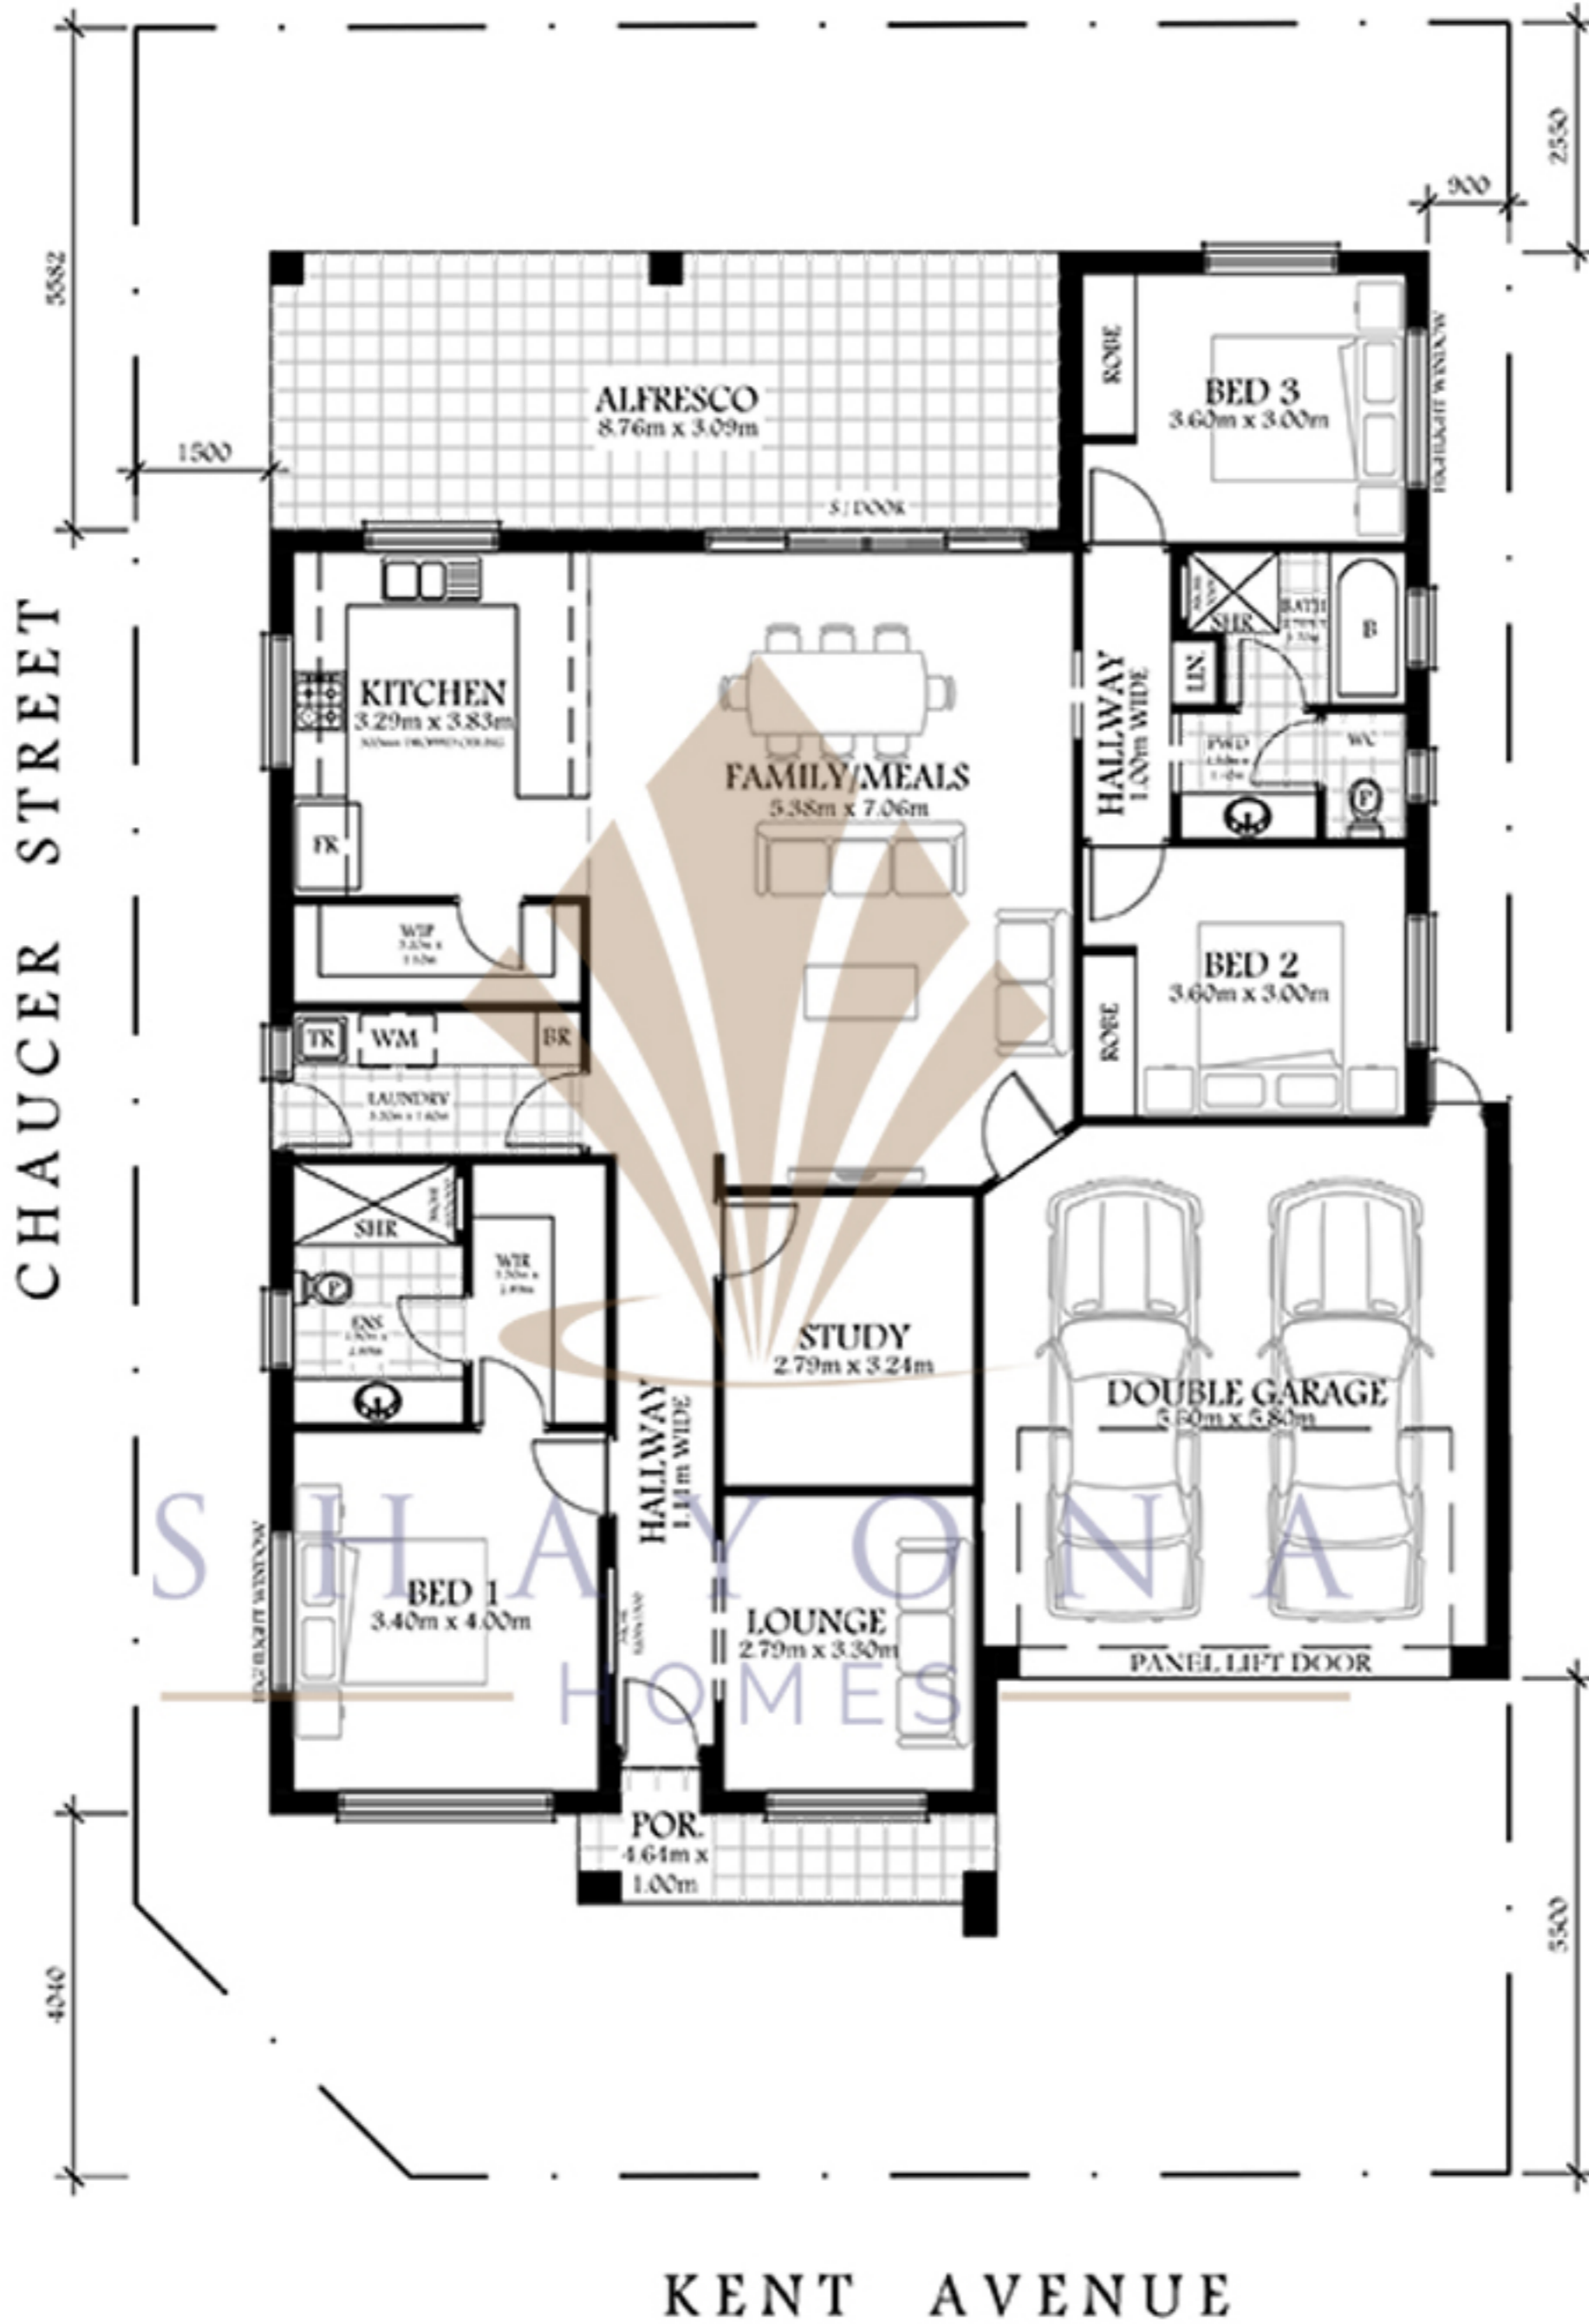 2550
900
5582
ROBE
BED 3
3.60m x 3.00m
HIGHLIGHT WINDOW
ALFRESCO
8.76m x 3.09m
1500
S/DOOR
SHR
BATH
B
LIN.
KITCHEN
3.29m x 3.83m
HALLWAY
1.00m WIDE
PWD
WC
P
FAMILY/MEALS
5.38m x 7.06m
FR
WIP
BED 2
3.60m x 3.00m
ROBE
TR
WM
BR
LAUNDRY
CHAUCER STREET
SHR
WIR
P
ENS
STUDY
2.79m x 3.24m
HALLWAY
WIDE
DOUBLE GARAGE
SHAYONA
HOMES
BED 1
3.40m x 4.00m
HIGHLIGHT WINDOW
LOUNGE
2.79m x 3.30m
PANEL LIFT DOOR
POR.
4.64m x
1.00m
4040
5500
KENT AVENUE